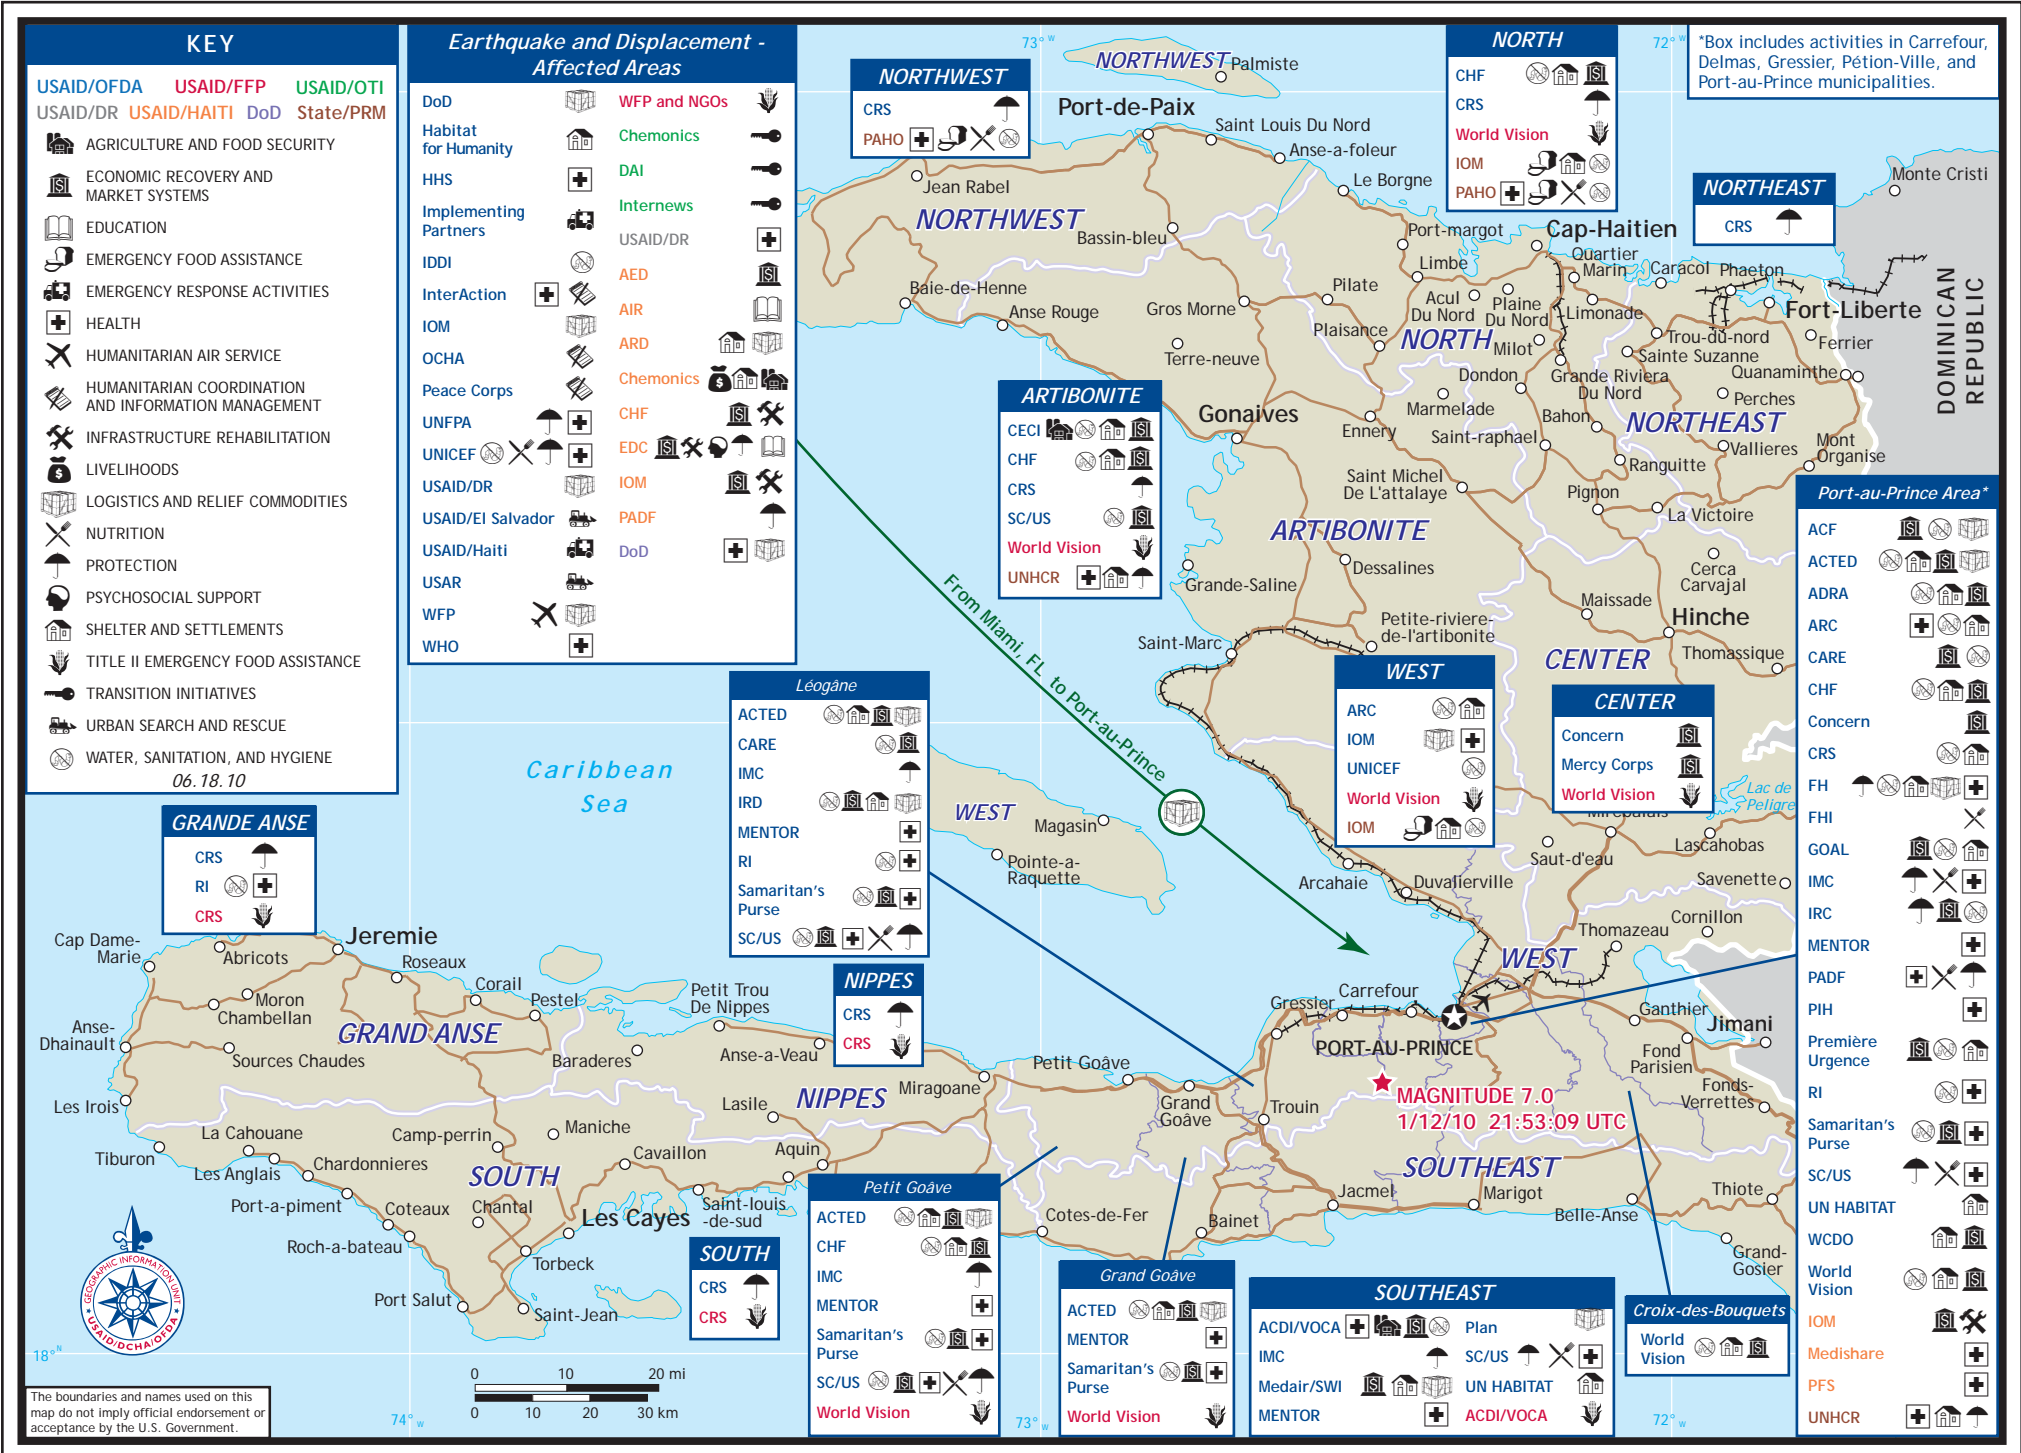 KEY
USAID/OFDA USAID/FFP USAID/OTI
USAID/DR USAID/HAITI DoD State/PRM
AGRICULTURE AND FOOD SECURITY
ECONOMIC RECOVERY AND
MARKET SYSTEMS
EDUCATION
EMERGENCY FOOD ASSISTANCE
EMERGENCY RESPONSE ACTIVITIES
HEALTH
HUMANITARIAN AIR SERVICE
HUMANITARIAN COORDINATION
AND INFORMATION MANAGEMENT
INFRASTRUCTURE REHABILITATION
LIVELIHOODS
LOGISTICS AND RELIEF COMMODITIES
NUTRITION
PROTECTION
PSYCHOSOCIAL SUPPORT
SHELTER AND SETTLEMENTS
TITLE II EMERGENCY FOOD ASSISTANCE
TRANSITION INITIATIVES
URBAN SEARCH AND RESCUE
WATER, SANITATION, AND HYGIENE
06.18.10
Earthquake and Displacement -
Affected Areas
DoD
Habitat
for Humanity
HHS
Implementing
Partners
IDDI
InterAction
IOM
OCHA
Peace Corps
UNFPA
UNICEF
USAID/DR
USAID/El Salvador
USAID/Haiti
USAR
WFP
WHO
WFP and NGOs
Chemonics
DAI
Internews
USAID/DR
AED
AIR
ARD
Chemonics
CHF
EDC
IOM
PADF
DoD
NORTHWEST
CRS
PAHO
NORTH
CHF
CRS
World Vision
IOM
PAHO
*Box includes activities in Carrefour,
Delmas, Gressier, Pétion-Ville, and
Port-au-Prince municipalities.
NORTHEAST
CRS
ARTIBONITE
CECI
CHF
CRS
SC/US
World Vision
UNHCR
Port-au-Prince Area*
ACF
ACTED
ADRA
ARC
CARE
CHF
Concern
CRS
FH
FHI
GOAL
IMC
IRC
MENTOR
PADF
PIH
Première
Urgence
RI
Samaritan's
Purse
SC/US
UN HABITAT
WCDO
World
Vision
IOM
Medishare
PFS
UNHCR
WEST
ARC
IOM
UNICEF
World Vision
IOM
CENTER
Concern
Mercy Corps
World Vision
Léogâne
ACTED
CARE
IMC
IRD
MENTOR
RI
Samaritan's
Purse
SC/US
GRANDE ANSE
CRS
RI
CRS
NIPPES
CRS
CRS
SOUTH
CRS
CRS
Petit Goâve
ACTED
CHF
IMC
MENTOR
Samaritan's
Purse
SC/US
World Vision
Grand Goâve
ACTED
MENTOR
Samaritan's
Purse
World Vision
SOUTHEAST
ACDI/VOCA
IMC
Medair/SWI
MENTOR
Plan
SC/US
UN HABITAT
ACDI/VOCA
Croix-des-Bouquets
World
Vision
73° W
72° W
NORTHWEST
Palmiste
Port-de-Paix
Saint Louis Du Nord
Anse-a-foleur
Le Borgne
Jean Rabel
NORTHWEST
Bassin-bleu
Port-margot
Cap-Haitien
Monte Cristi
Limbe
Quartier
Marin
Caracol
Phaeton
Baie-de-Henne
Anse Rouge
Gros Morne
Pilate
Acul
Du Nord
Plaine
Du Nord
Limonade
Fort-Liberte
DOMINICAN
REPUBLIC
Plaisance
NORTH
Milot
Trou-du-nord
Sainte Suzanne
Ferrier
Terre-neuve
Dondon
Grande Riviera
Du Nord
Quanaminthe
Perches
Marmelade
Bahon
NORTHEAST
Gonaives
Ennery
Saint-raphael
Vallieres
Mont
Organise
Ranguitte
Saint Michel
De L'attalaye
Pignon
La Victoire
ARTIBONITE
Dessalines
Grande-Saline
Cerca
Carvajal
Maissade
Hinche
Petite-riviere-
de-l'artibonite
Saint-Marc
CENTER
Thomassique
From Miami, FL to Port-au-Prince
Caribbean
Sea
WEST
Magasin
Pointe-a-
Raquette
Lac de
Peligre
Mirebalais
Lascahobas
Saut-d'eau
Savenette
Arcahaie
Duvalierville
Cornillon
Thomazeau
WEST
Cap Dame-
Marie
Abricots
Jeremie
Roseaux
Corail
Pestel
Petit Trou
De Nippes
Moron
Chambellan
Anse-
Dhainault
Sources Chaudes
GRAND ANSE
Baraderes
Anse-a-Veau
Gressier
Carrefour
PORT-AU-PRINCE
Ganthier
Jimani
Fond
Parisien
Fonds-
Verrettes
Petit Goâve
Miragoane
NIPPES
Lasile
Les Irois
MAGNITUDE 7.0
1/12/10 21:53:09 UTC
Grand
Goâve
Trouin
La Cahouane
Camp-perrin
Maniche
Tiburon
Les Anglais
Chardonnieres
Cavaillon
Aquin
SOUTH
SOUTHEAST
Port-a-piment
Coteaux
Chantal
Les Cayes
Saint-louis
-de-sud
Jacmel
Marigot
Belle-Anse
Thiote
Roch-a-bateau
Torbeck
Cotes-de-Fer
Bainet
Grand-
Gosier
Port Salut
Saint-Jean
GEOGRAPHIC INFORMATION UNIT
USAID/DCHA/OFDA
18° N
0 10 20 mi
0 10 20 30 km
74° W
73° W
72° W
The boundaries and names used on this
map do not imply official endorsement or
acceptance by the U.S. Government.